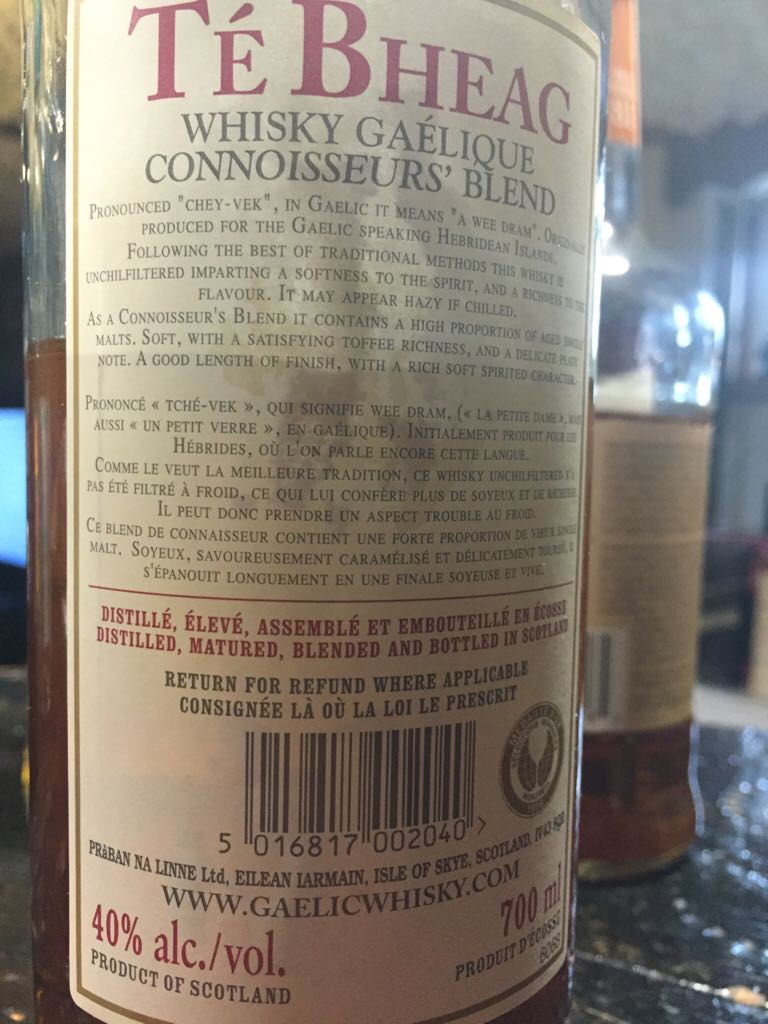 TÉ BHEAG
WHISKY GAÉLIQUE
CONNOISSEURS' BLEND
PRONOUNCED "CHEY-VEK", IN GAELIC IT MEANS "A WEE DRAM". ORIGINALLY
PRODUCED FOR THE GAELIC SPEAKING HEBRIDEAN ISLANDS.
FOLLOWING THE BEST OF TRADITIONAL METHODS THIS WHISKY IS
UNCHILFILTERED IMPARTING A SOFTNESS TO THE SPIRIT, AND A RICHNESS TO THE
FLAVOUR. IT MAY APPEAR HAZY IF CHILLED.
AS A CONNOISSEUR'S BLEND IT CONTAINS A HIGH PROPORTION OF AGED SINGLE
MALTS. SOFT, WITH A SATISFYING TOFFEE RICHNESS, AND A DELICATE PEATY
NOTE. A GOOD LENGTH OF FINISH, WITH A RICH SOFT SPIRITED CHARACTER.
PRONONCÉ « TCHÉ-VEK », QUI SIGNIFIE WEE DRAM, (« LA PETITE DAME », MAIS
AUSSI « UN PETIT VERRE », EN GAÉLIQUE). INITIALEMENT PRODUIT POUR LES
HÉBRIDES, OÙ L'ON PARLE ENCORE CETTE LANGUE.
COMME LE VEUT LA MEILLEURE TRADITION, CE WHISKY UNCHILFILTERED N'A
PAS ÉTÉ FILTRÉ À FROID, CE QUI LUI CONFÈRE PLUS DE SOYEUX ET DE RICHESSE.
IL PEUT DONC PRENDRE UN ASPECT TROUBLE AU FROID.
CE BLEND DE CONNAISSEUR CONTIENT UNE FORTE PROPORTION DE VIEUX SINGLE
MALT. SOYEUX, SAVOUREUSEMENT CARAMÉLISÉ ET DÉLICATEMENT TOURBÉ, IL
S'ÉPANOUIT LONGUEMENT EN UNE FINALE SOYEUSE ET VIVE.
DISTILLÉ, ÉLEVÉ, ASSEMBLÉ ET EMBOUTEILLÉ EN ÉCOSSE
DISTILLED, MATURED, BLENDED AND BOTTLED IN SCOTLAND
RETURN FOR REFUND WHERE APPLICABLE
CONSIGNÉE LÀ OÙ LA LOI LE PRESCRIT
5 016817 002040 >
PRàBAN NA LINNE Ltd, EILEAN IARMAIN, ISLE OF SKYE, SCOTLAND, IV43 8QR
WWW.GAELICWHISKY.COM
40% alc./vol.
700 ml
PRODUCT OF SCOTLAND
PRODUIT D'ÉCOSSE
6068